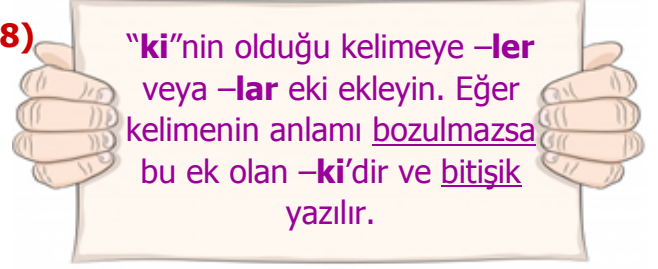 8)
“ki”nin olduğu kelimeye –ler
veya –lar eki ekleyin. Eğer
kelimenin anlamı bozulmazsa
bu ek olan –ki’dir ve bitişik
yazılır.